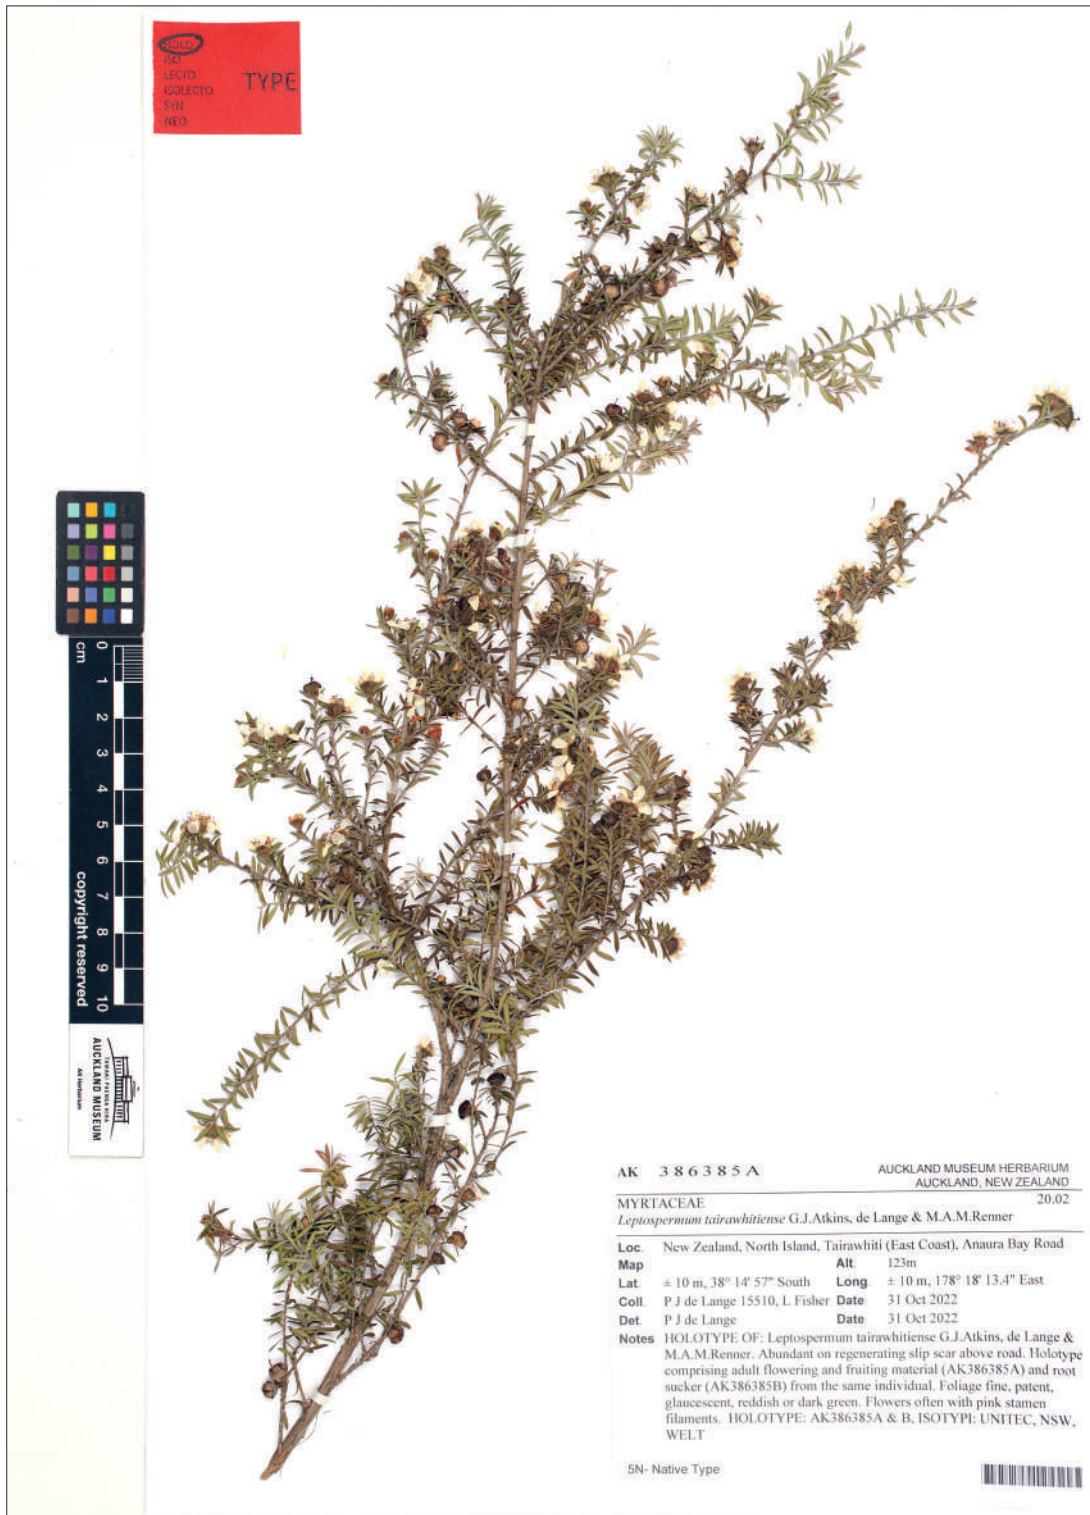 HOLO
ISO
LECTO
ISOLECTO
SYN
NEO
TYPE
0
cm
1
2
3
4
5
6
7
8
9
10
copyright reserved
AUCKLAND MUSEUM
TAMAKI PAENGA HIRA
AK Herbarium
AK 386385A
AUCKLAND MUSEUM HERBARIUM
AUCKLAND, NEW ZEALAND
MYRTACEAE 20.02
Leptospermum tairawhitiense G.J.Atkins, de Lange & M.A.M.Renner
Loc. New Zealand, North Island, Tairawhiti (East Coast), Anaura Bay Road
Map Alt. 123m
Lat. ± 10 m, 38° 14' 57" South Long. ± 10 m, 178° 18' 13.4" East
Coll. P J de Lange 15510, L Fisher Date 31 Oct 2022
Det. P J de Lange Date 31 Oct 2022
Notes HOLOTYPE OF: Leptospermum tairawhitiense G.J.Atkins, de Lange &
M.A.M.Renner. Abundant on regenerating slip scar above road. Holotype
comprising adult flowering and fruiting material (AK386385A) and root
sucker (AK386385B) from the same individual. Foliage fine, patent,
glaucescent, reddish or dark green. Flowers often with pink stamen
filaments. HOLOTYPE: AK386385A & B, ISOTYPI: UNITEC, NSW,
WELT
5N- Native Type